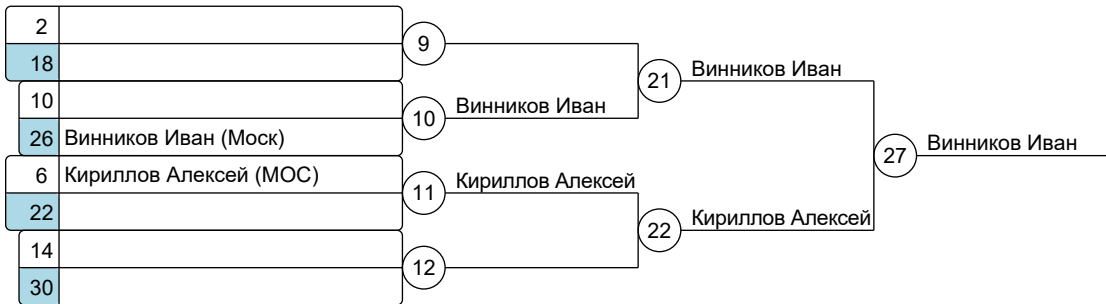 2
18
9
10
26 Винников Иван (Моск)
10 Винников Иван
21 Винников Иван
6 Кириллов Алексей (МОС)
22
11 Кириллов Алексей
14
30
12
22 Кириллов Алексей
27 Винников Иван